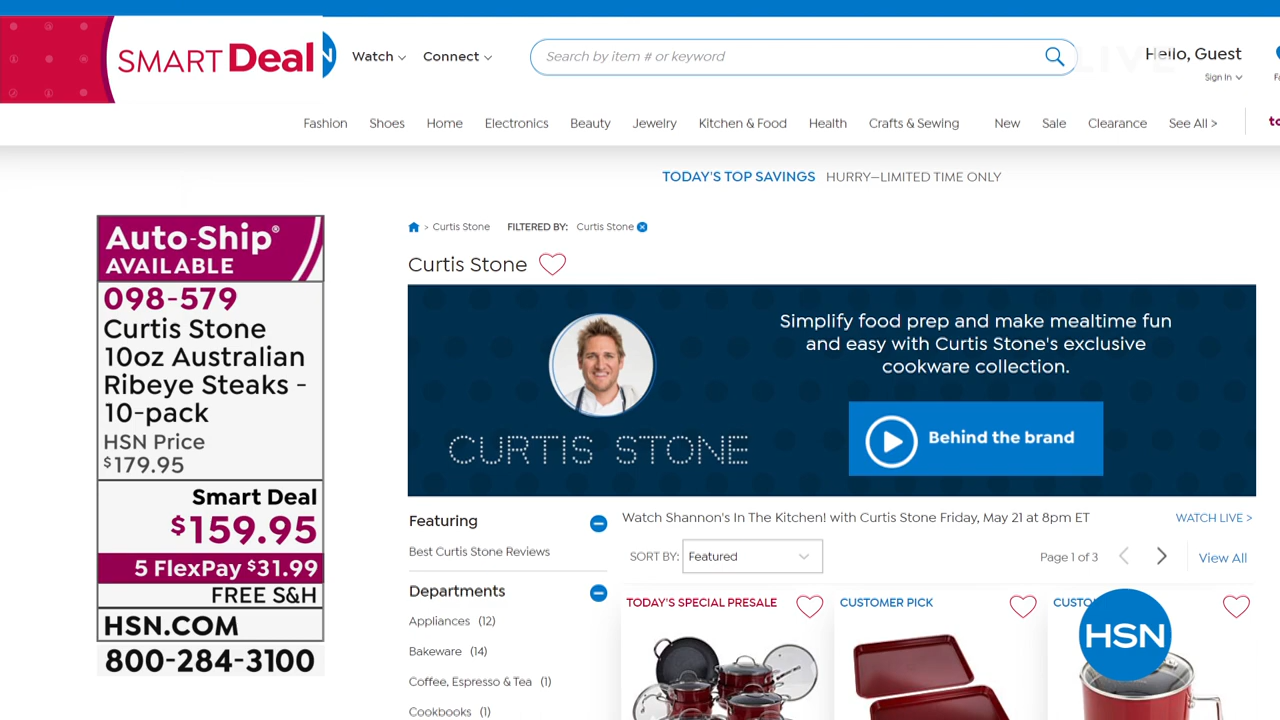 SMART Deal
N
Watch
Connect
Search by item # or keyword
LIVE
Hello, Guest
Sign In
Fashion
Shoes
Home
Electronics
Beauty
Jewelry
Kitchen & Food
Health
Crafts & Sewing
New
Sale
Clearance
See All >
TODAY'S TOP SAVINGS HURRY—LIMITED TIME ONLY
Auto-Ship®
AVAILABLE
098-579
Curtis Stone
10oz Australian
Ribeye Steaks -
10-pack
HSN Price
$179.95
Smart Deal
$159.95
5 FlexPay $31.99
FREE S&H
HSN.COM
800-284-3100
> Curtis Stone FILTERED BY: Curtis Stone
Curtis Stone
Simplify food prep and make mealtime fun
and easy with Curtis Stone's exclusive
cookware collection.
CURTIS STONE
Behind the brand
Featuring
Best Curtis Stone Reviews
Departments
Appliances (12)
Bakeware (14)
Coffee, Espresso & Tea (1)
Cookbooks (1)
Watch Shannon's In The Kitchen! with Curtis Stone Friday, May 21 at 8pm ET
WATCH LIVE >
SORT BY: Featured
Page 1 of 3
View All
TODAY'S SPECIAL PRESALE
CUSTOMER PICK
HSN